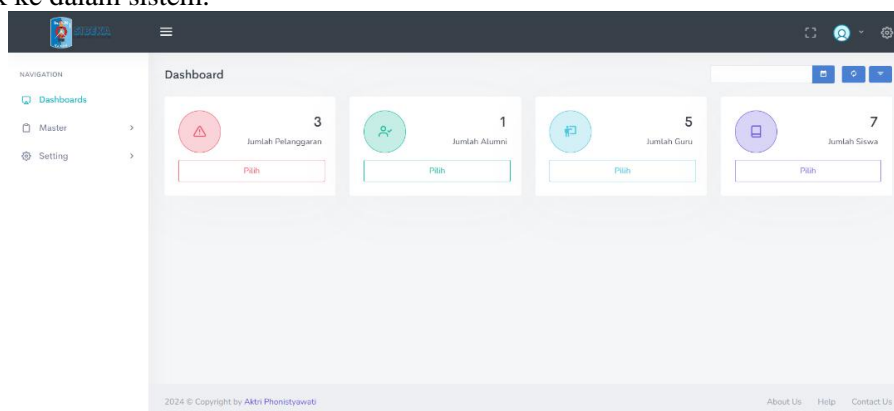 ke dalam sistem.
NAVIGATION
Dashboards
Master
Setting
Dashboard
3
Jumlah Pelanggaran
Pilih
1
Jumlah Alumni
Pilih
5
Jumlah Guru
Pilih
7
Jumlah Siswa
Pilih
2024 © Copyright by Aktri Phonistyawati
About Us Help Contact Us